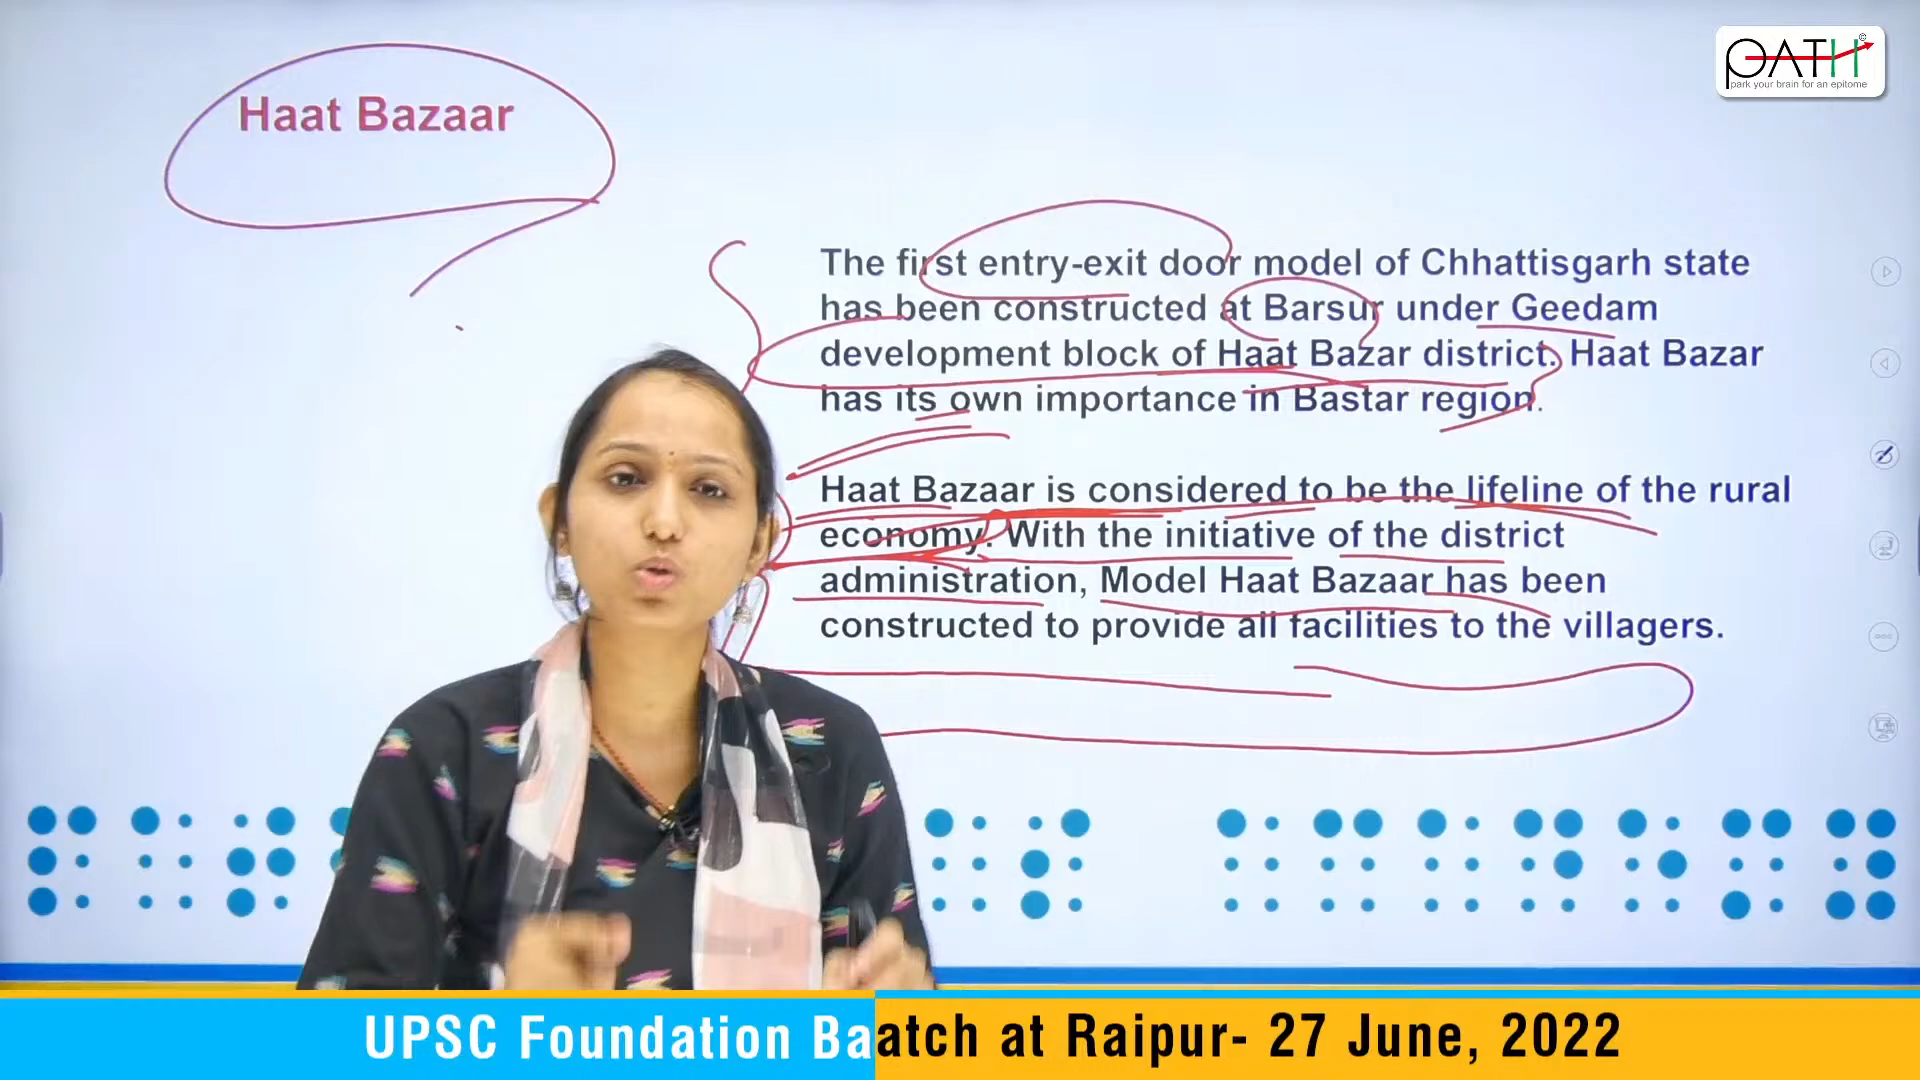 Haat Bazaar
PATH©
park your brain for an epitome
The first entry-exit door model of Chhattisgarh state
has been constructed at Barsur under Geedam
development block of Haat Bazar district. Haat Bazar
has its own importance in Bastar region.
Haat Bazaar is considered to be the lifeline of the rural
economy. With the initiative of the district
administration, Model Haat Bazaar has been
constructed to provide all facilities to the villagers.
UPSC Foundation Baatch at Raipur- 27 June, 2022